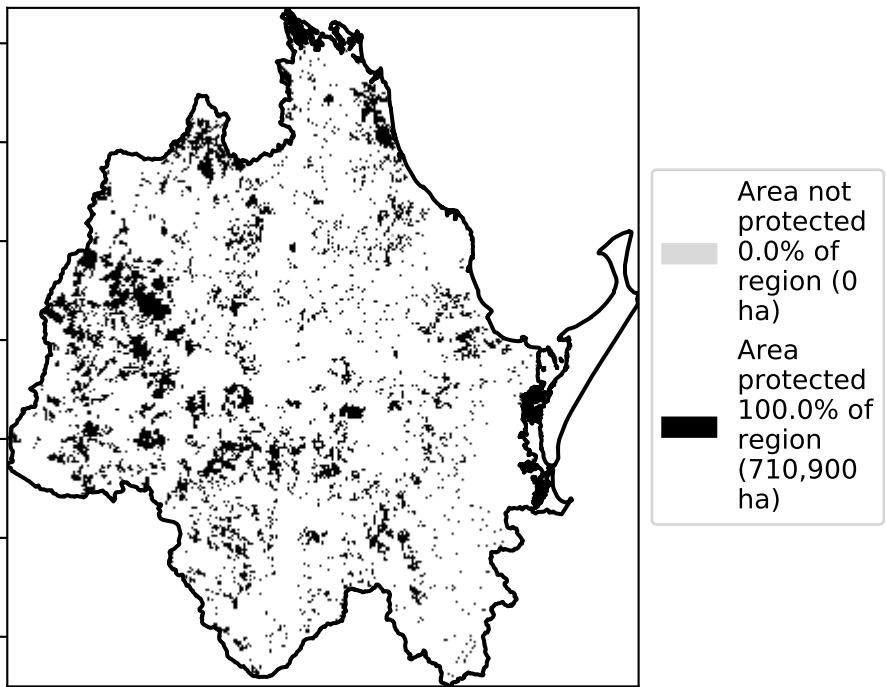 Area not
protected
0.0% of
region (0
ha)
Area
protected
100.0% of
region
(710,900
ha)